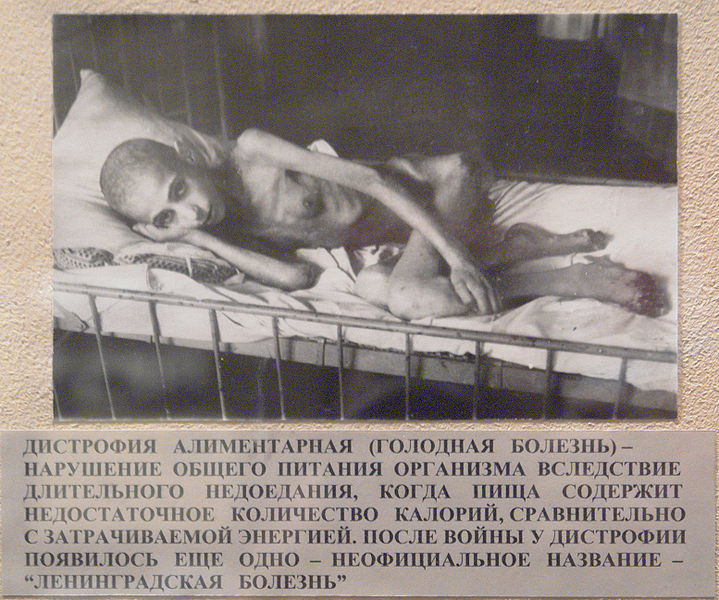 ДИСТРОФИЯ АЛИМЕНТАРНАЯ (ГОЛОДНАЯ БОЛЕЗНЬ) –
НАРУШЕНИЕ ОБЩЕГО ПИТАНИЯ ОРГАНИЗМА ВСЛЕДСТВИЕ
ДЛИТЕЛЬНОГО НЕДОЕДАНИЯ, КОГДА ПИЩА СОДЕРЖИТ
НЕДОСТАТОЧНОЕ КОЛИЧЕСТВО КАЛОРИЙ, СРАВНИТЕЛЬНО
С ЗАТРАЧИВАЕМОЙ ЭНЕРГИЕЙ. ПОСЛЕ ВОЙНЫ У ДИСТРОФИИ
ПОЯВИЛОСЬ ЕЩЕ ОДНО – НЕОФИЦИАЛЬНОЕ НАЗВАНИЕ –
“ЛЕНИНГРАДСКАЯ БОЛЕЗНЬ”